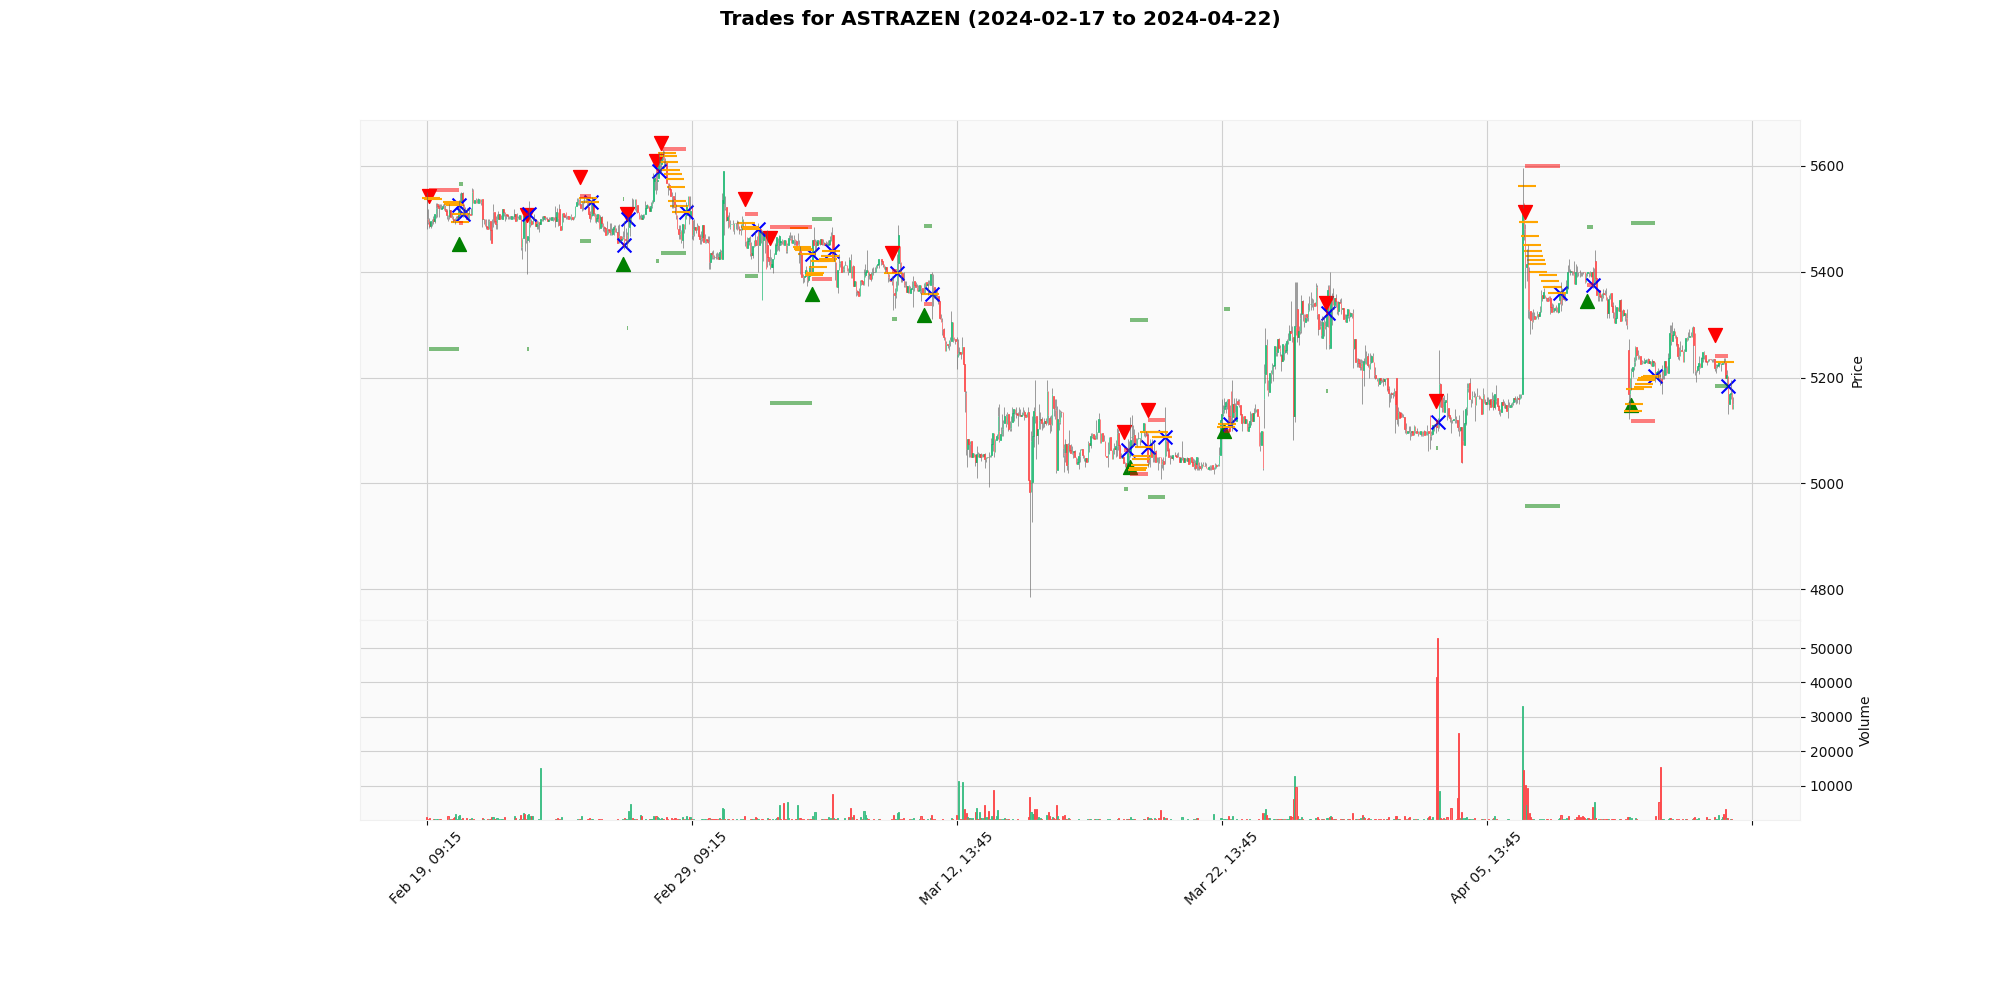 Trades for ASTRAZEN (2024-02-17 to 2024-04-22)
5600
5400
5200
5000
4800
Price
50000
40000
30000
20000
10000
Volume
Feb 19, 09:15
Feb 29, 09:15
Mar 12, 13:45
Mar 22, 13:45
Apr 05, 13:45